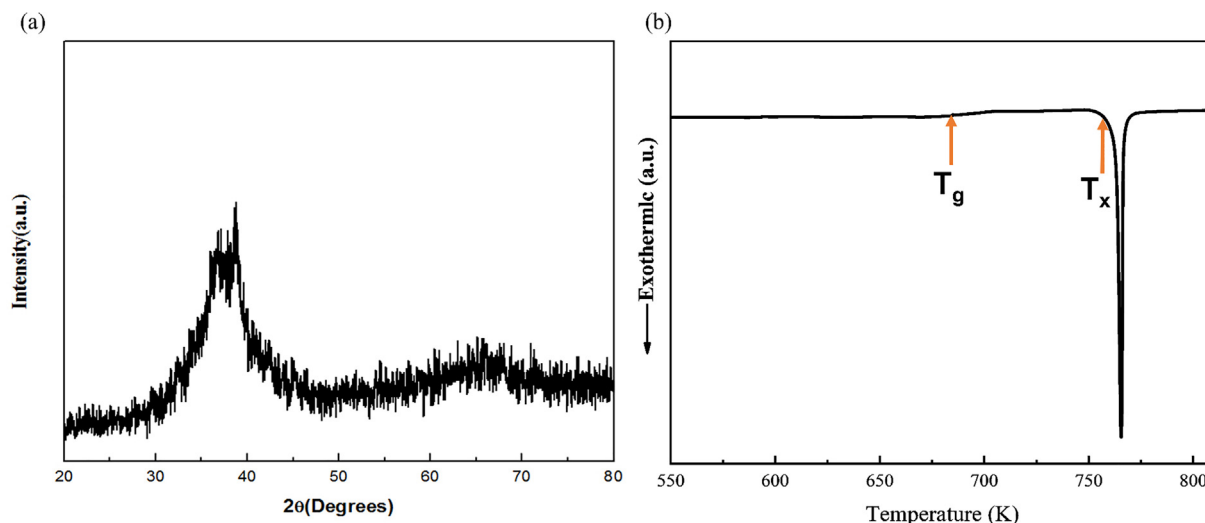 (a)
Intensity(a.u.)
20 30 40 50 60 70 80
2θ(Degrees)
(b)
Exothermic (a.u.)
Tg
Tx
550 600 650 700 750 800
Temperature (K)